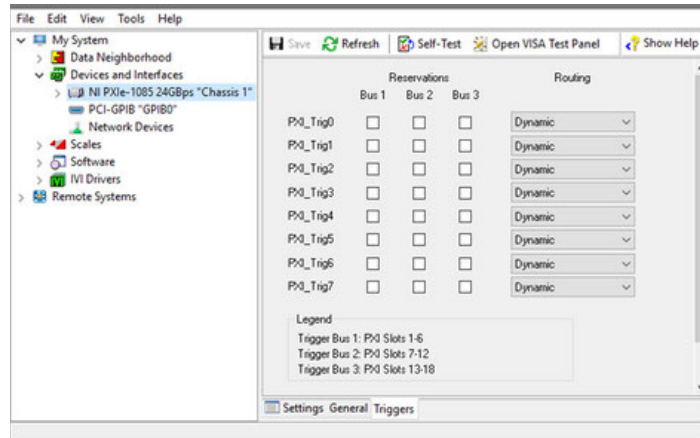 File Edit View Tools Help
My System
Data Neighborhood
Devices and Interfaces
NI PXIe-1085 24GBps "Chassis 1"
PCI-GPIB "GPIB0"
Network Devices
Scales
Software
IVI Drivers
Remote Systems
Save Refresh Self-Test Open VISA Test Panel Show Help
Reservations Routing
Bus 1 Bus 2 Bus 3
PXI_Trig0 Dynamic
PXI_Trig1 Dynamic
PXI_Trig2 Dynamic
PXI_Trig3 Dynamic
PXI_Trig4 Dynamic
PXI_Trig5 Dynamic
PXI_Trig6 Dynamic
PXI_Trig7 Dynamic
Legend
Trigger Bus 1: PXI Slots 1-6
Trigger Bus 2: PXI Slots 7-12
Trigger Bus 3: PXI Slots 13-18
Settings General Triggers